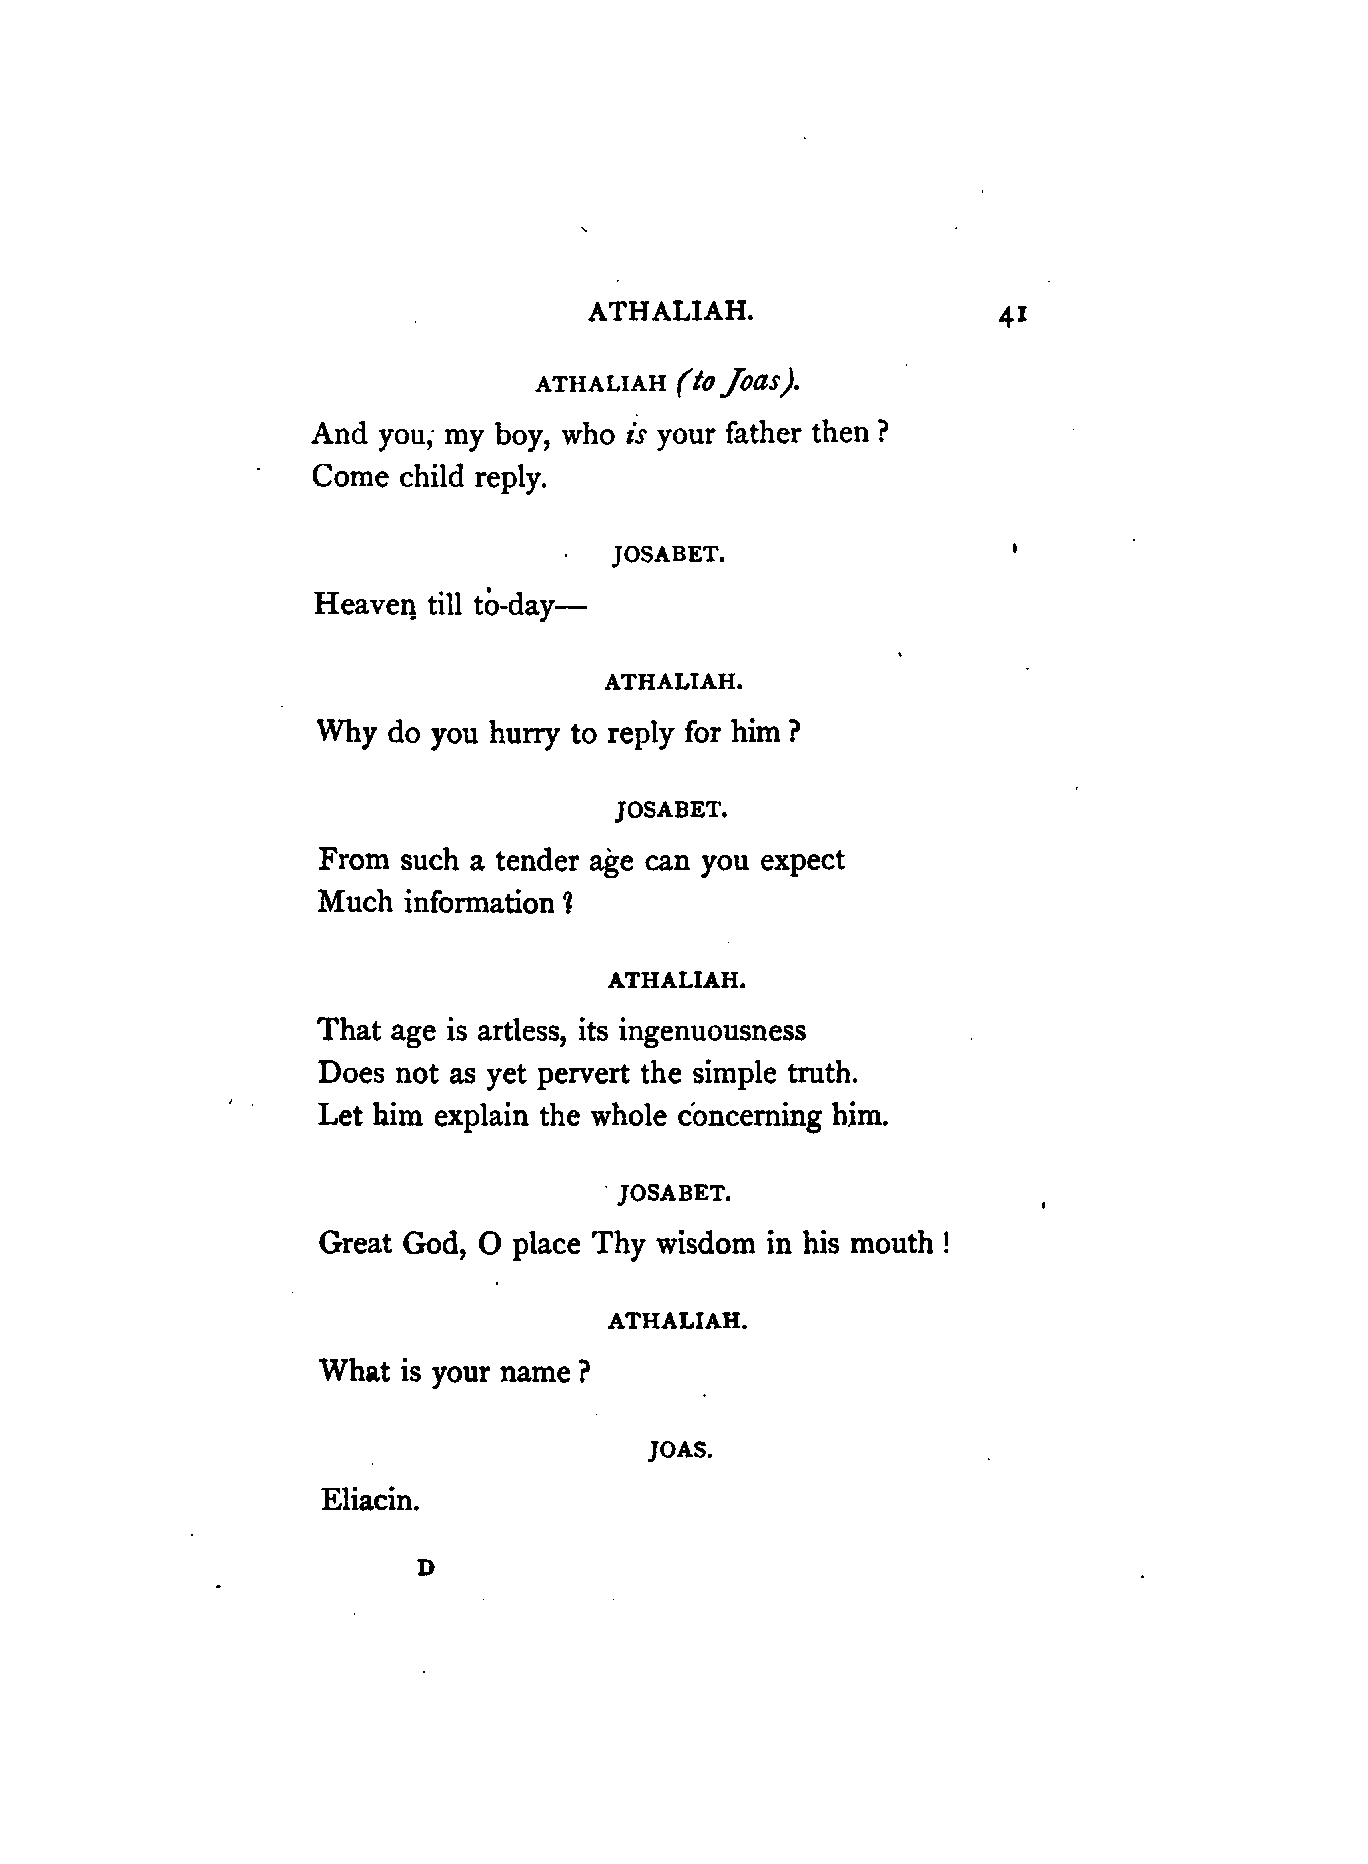 ATHALIAH. 41
ATHALIAH (to Joas).
And you, my boy, who is your father then ?
Come child reply.
JOSABET.
Heaven till to-day—
ATHALIAH.
Why do you hurry to reply for him ?
JOSABET.
From such a tender age can you expect
Much information ?
ATHALIAH.
That age is artless, its ingenuousness
Does not as yet pervert the simple truth.
Let him explain the whole concerning him.
JOSABET.
Great God, O place Thy wisdom in his mouth !
ATHALIAH.
What is your name ?
JOAS.
Eliacin.
D